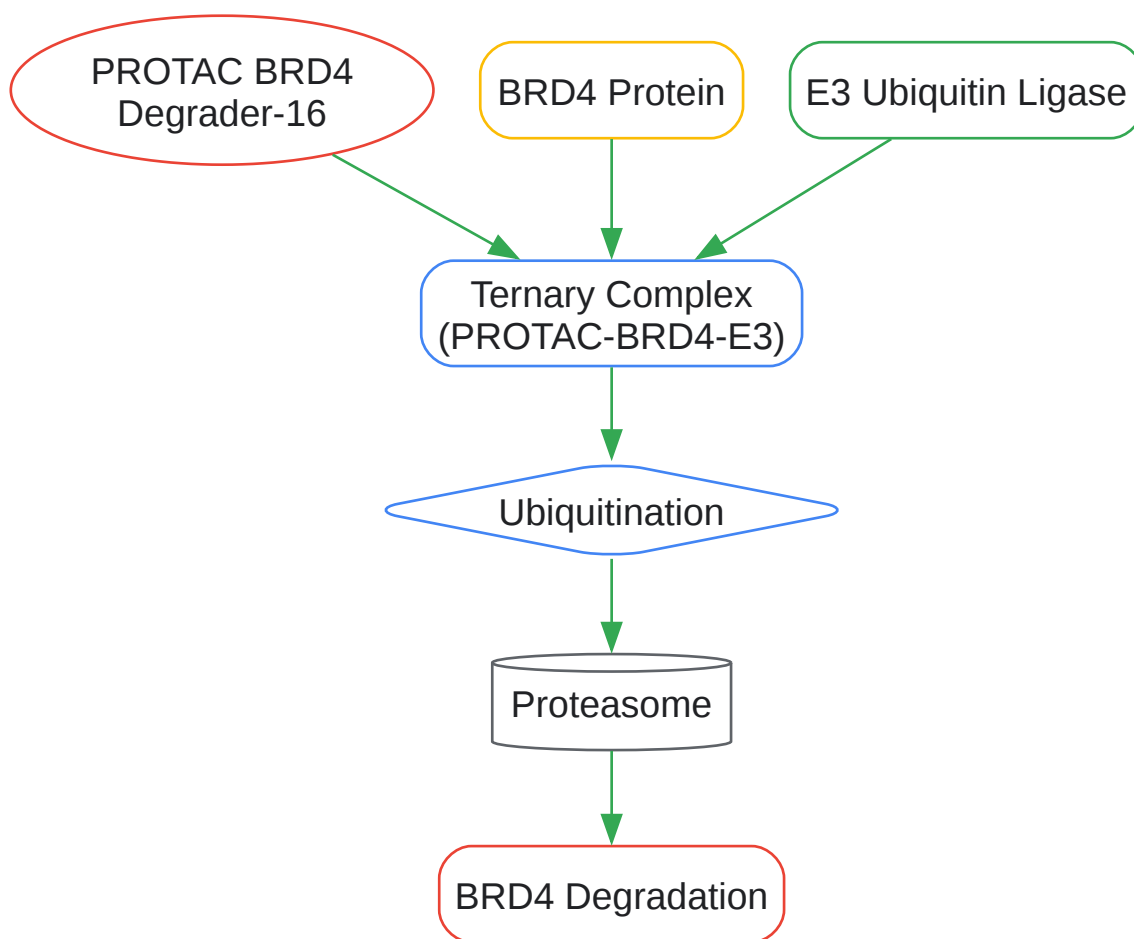 PROTAC BRD4
Degrader-16
BRD4 Protein
E3 Ubiquitin Ligase
Ternary Complex
(PROTAC-BRD4-E3)
Ubiquitination
Proteasome
BRD4 Degradation